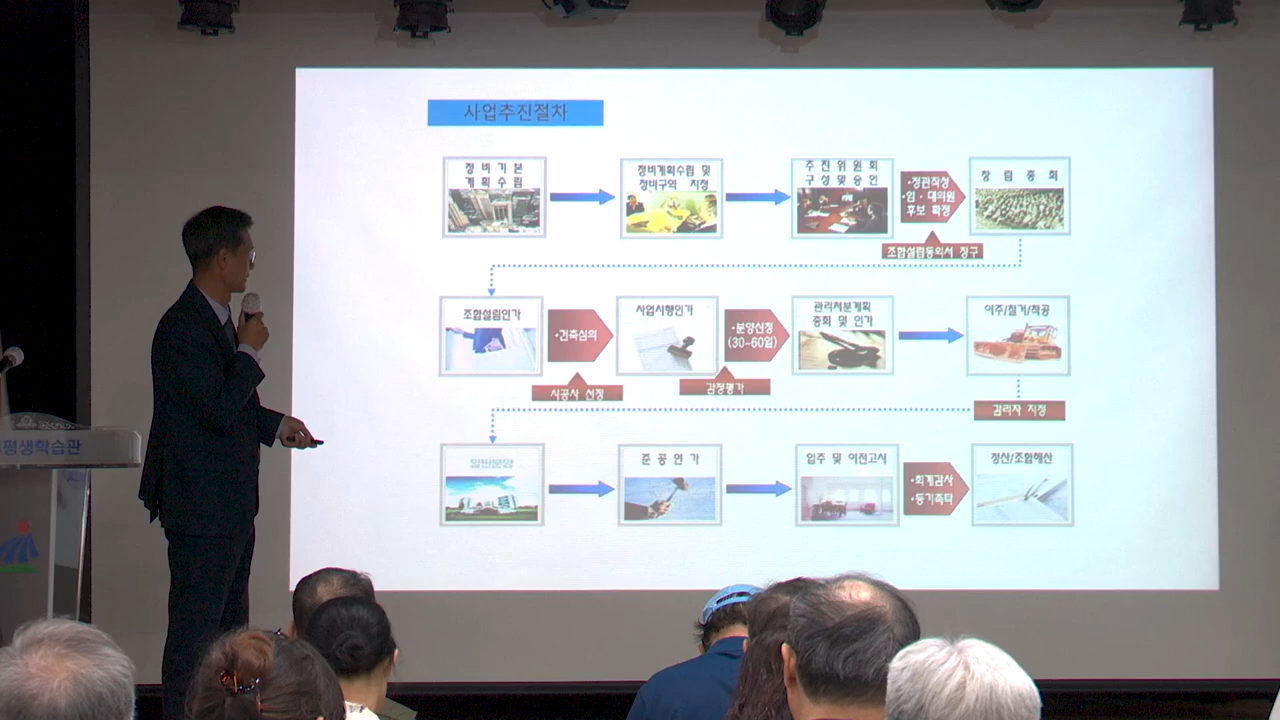 사업추진절차
정 비 기 본
계 획 수 립
정비계획수립 및
정비구역 지정
추 진 위 원 회
구 성 및 승 인
•정관작성
•임·대의원
후보 확정
창 립 총 회
조합설립동의서 징구
조합설립인가
•건축심의
사업시행인가
•분양신청
(30~60일)
관리처분계획
총회 및 인가
이주/철거/착공
시공사 선정
감정평가
감리자 지정
일반분양
준 공 인 가
입주 및 이전고시
•회계감사
•등기촉탁
청산/조합해산
평생학습관